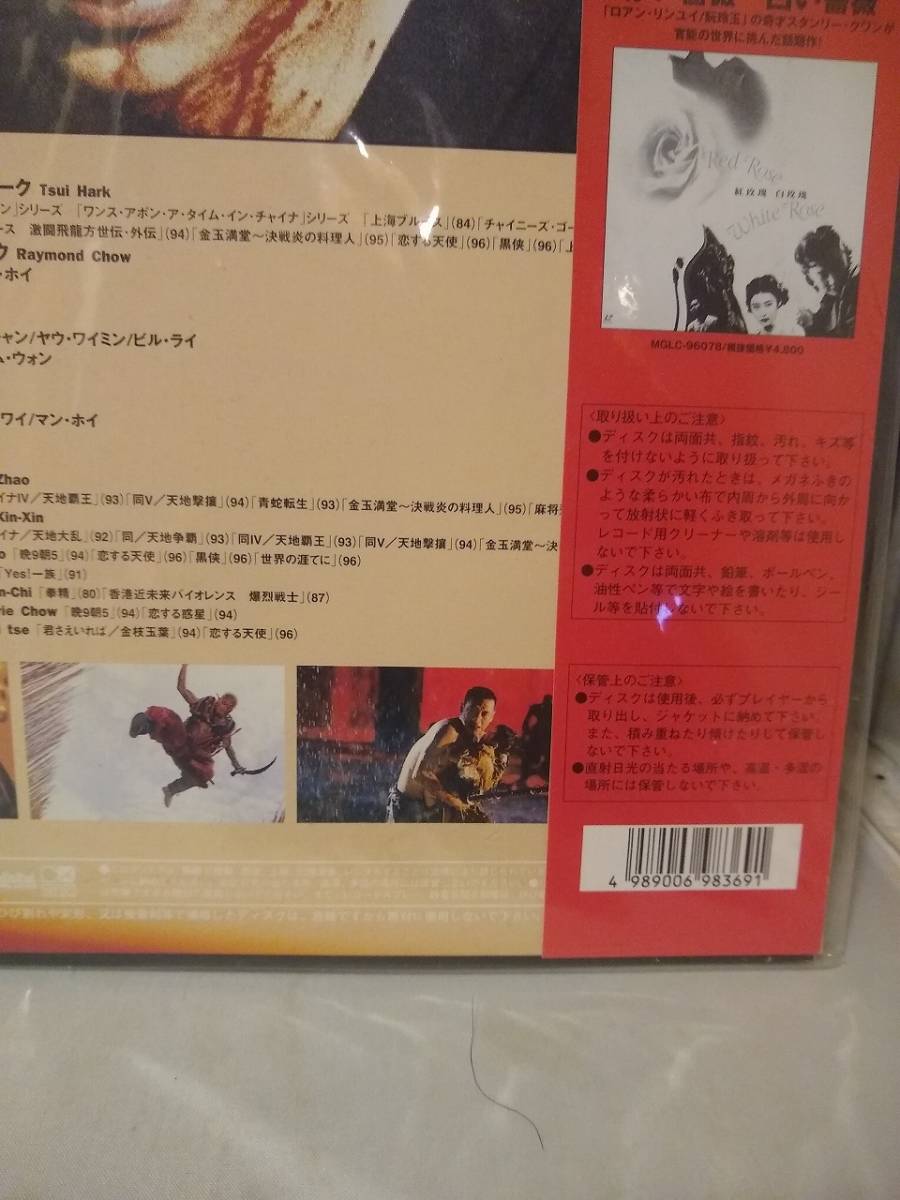 ーク Tsui Hark
ン」シリーズ 「ワンス・アポン・ア・タイム・イン・チャイナ」シリーズ 「上海ブルース」(84)「チャイニーズ・ゴー
ース 激闘飛龍方世伝・外伝」(94)「金玉満堂〜決戦炎の料理人」(95)「恋する天使」(96)「黒侠」(96)「上
ク Raymond Chow
・ホイ
チャン/ヤウ・ワイミン/ビル・ライ
ム・ウォン
ワイ/マン・ホイ
Zhao
イナIV/天地覇王」(93)「同V/天地撃攘」(94)「青蛇転生」(93)「金玉満堂〜決戦炎の料理人」(95)「麻将
Xin-Xin
イナ/天地大乱」(92)「同/天地争覇」(93)「同IV/天地覇王」(93)「同V/天地撃攘」(94)「金玉満堂〜決
o 「晩9朝5」(94)「恋する天使」(96)「黒侠」(96)「世界の涯てに」(96)
「Yes!一族」(91)
n-Chi 「拳精」(80)「香港近未来バイオレンス 爆烈戦士」(87)
rie Chow 「晩9朝5」(94)「恋する惑星」(94)
i tse 「君さえいれば/金枝玉葉」(94)「恋する天使」(96)
「ロアン・リンユイ/阮玲玉」の奇才スタンリー・クワンが
官能の世界に挑んだ話題作!
Red Rose
紅玫瑰 白玫瑰
White Rose
MGLC-96078/税抜価格¥4,800
〈取り扱い上のご注意〉
●ディスクは両面共、指紋、汚れ、キズ等
を付けないように取り扱って下さい。
●ディスクが汚れたときは、メガネふきの
ような柔らかい布で内周から外周に向か
って放射状に軽くふき取って下さい。
レコード用クリーナーや溶剤等は使用し
ないで下さい。
●ディスクは両面共、鉛筆、ボールペン、
油性ペン等で文字や絵を書いたり、シー
ル等を貼付しないで下さい。
〈保管上のご注意〉
●ディスクは使用後、必ずプレイヤーから
取り出し、ジャケットに納めて下さい。
また、積み重ねたり傾けたりして保管し
ないで下さい。
●直射日光の当たる場所や、高温・多湿の
場所には保管しないで下さい。
4 989006 983691